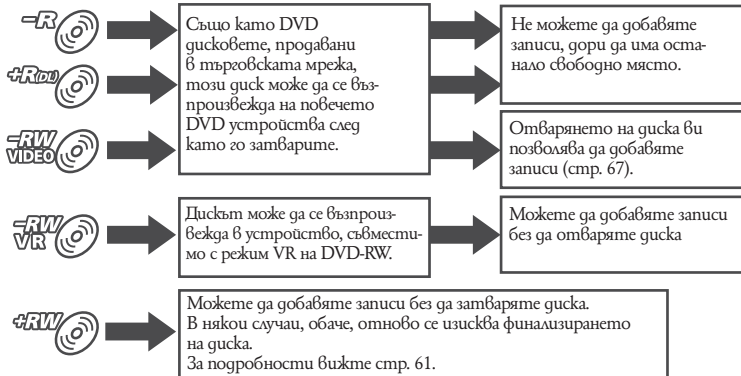 -R
Също като DVD
дисковете, продавани
в търговската мрежа,
този диск може да се въз-
произвежда на повечето
DVD устройства след
като го затварите.
Не можете да добавяте
записи, дори да има оста-
нало свободно място.
+R(DL)
-RW
VIDEO
Отварянето на диска ви
позволява да добавяте
записи (стр. 67).
-RW
VR
Дискът може да се възпроиз-
вежда в устройство, съвмести-
мо с режим VR на DVD-RW.
Можете да добавяте записи
без да отваряте диска
+RW
Можете да добавяте записи без да затваряте диска.
В някои случаи, обаче, отново се изисква финализирането
на диска.
За подробности вижте стр. 61.